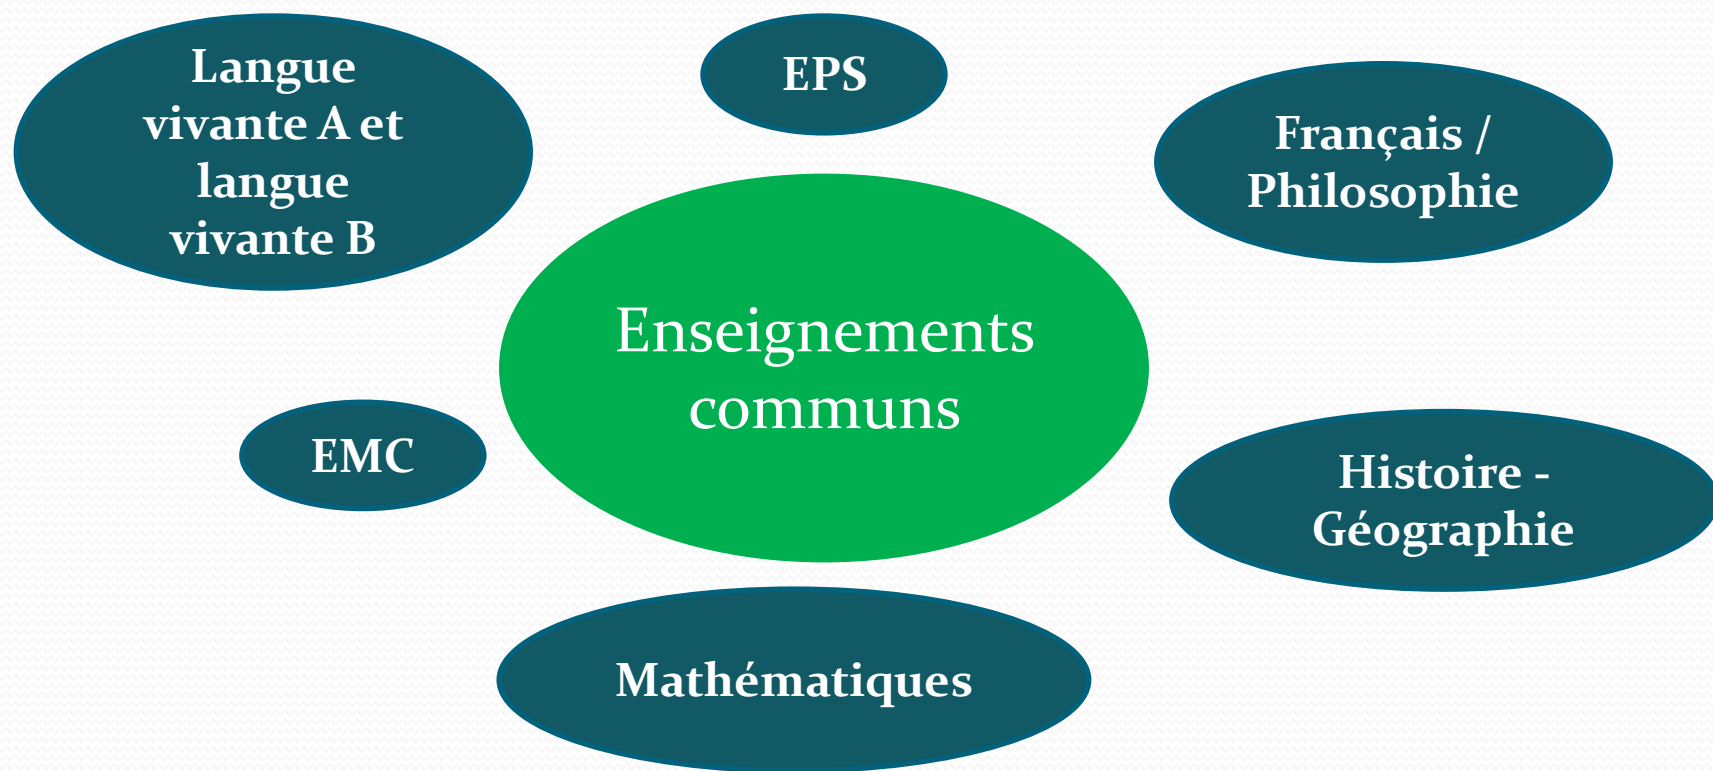 Langue
vivante A et
langue
vivante B
EPS
Français /
Philosophie
Enseignements
communs
EMC
Histoire -
Géographie
Mathématiques